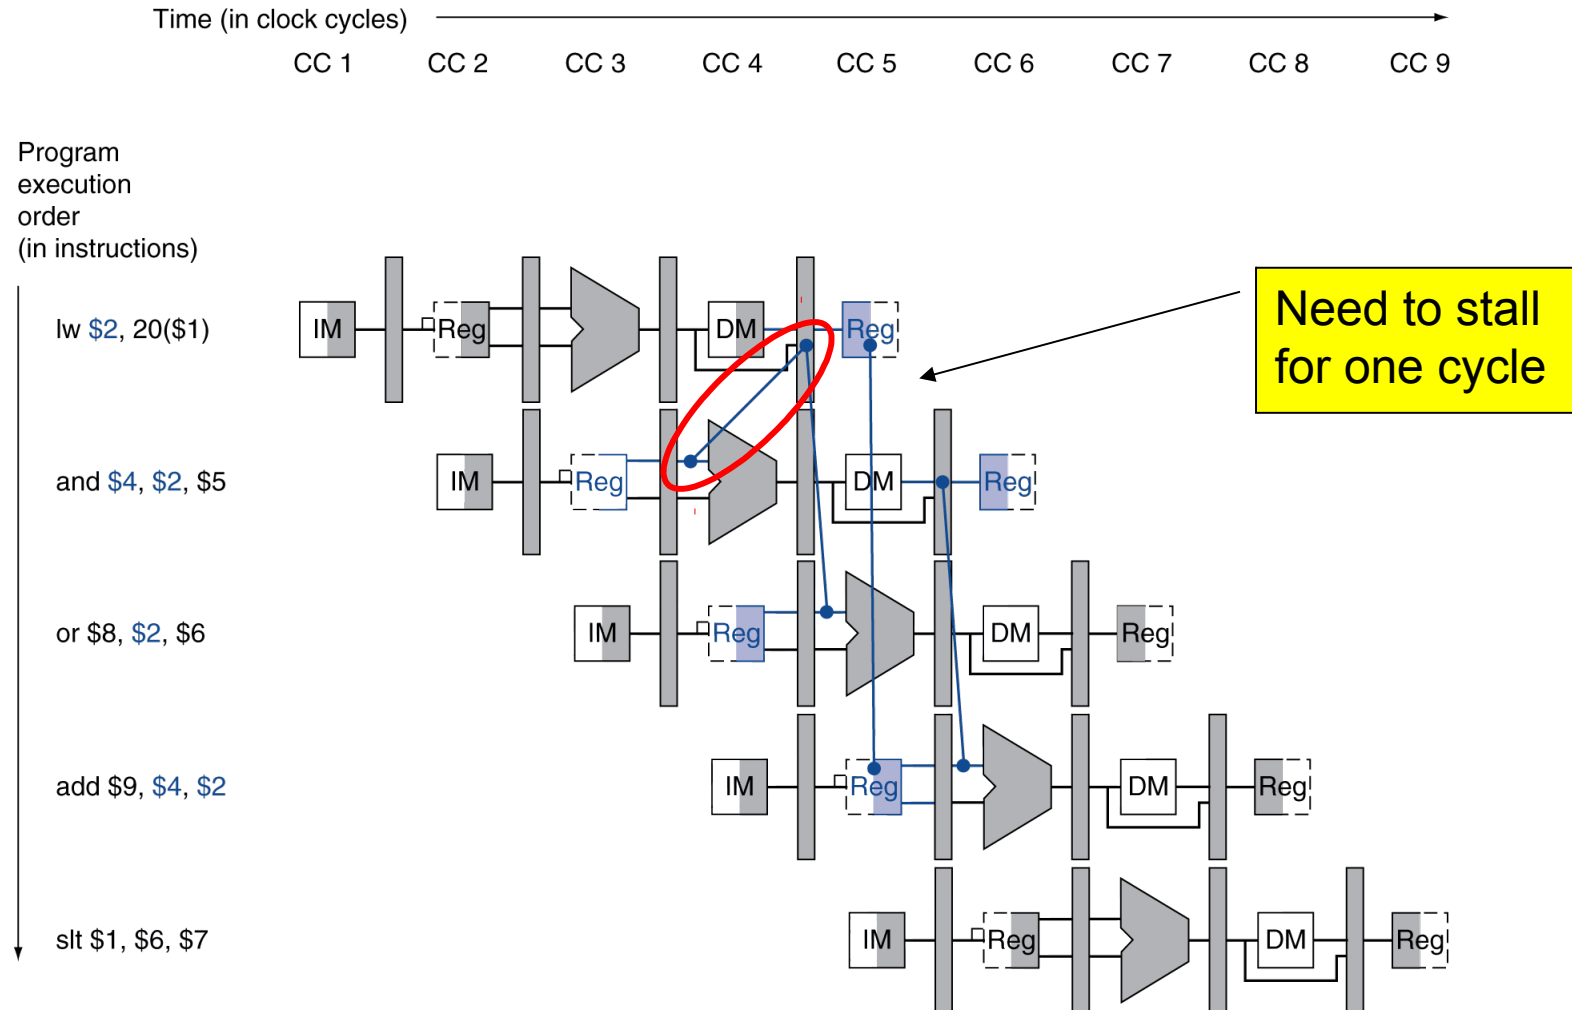 Time (in clock cycles)
CC 1 CC 2 CC 3 CC 4 CC 5 CC 6 CC 7 CC 8 CC 9
Program
execution
order
(in instructions)
lw $2, 20($1)
IM Reg DM Reg
Need to stall
for one cycle
and $4, $2, $5
IM Reg DM Reg
or $8, $2, $6
IM Reg DM Reg
add $9, $4, $2
IM Reg DM Reg
slt $1, $6, $7
IM Reg DM Reg